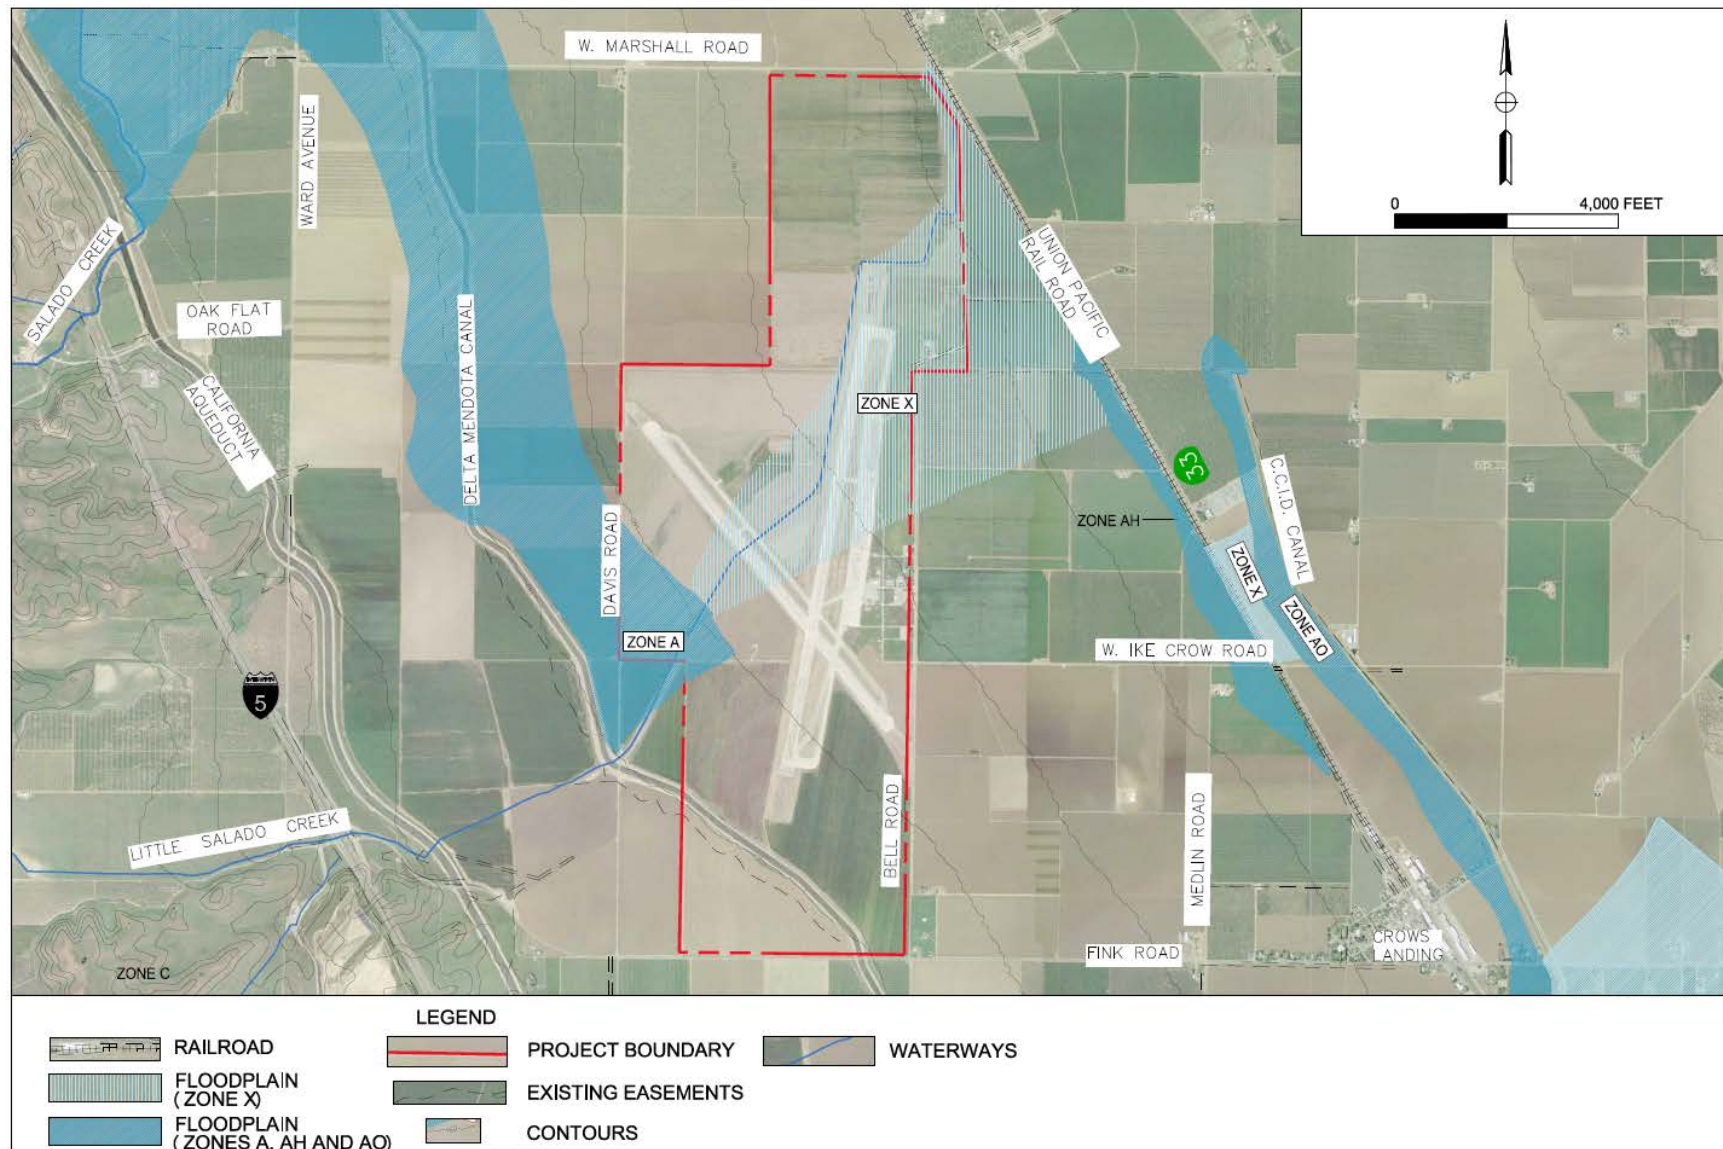 W. MARSHALL ROAD
0 4,000 FEET
WARD AVENUE
SALADO CREEK
OAK FLAT
ROAD
CALIFORNIA
AQUEDUCT
DELTA MENDOTA CANAL
UNION PACIFIC
RAIL ROAD
ZONE X
33
C.C.I.D. CANAL
ZONE AH
DAVIS ROAD
ZONE X
ZONE AO
ZONE A
W. IKE CROW ROAD
5
LITTLE SALADO CREEK
BELL ROAD
MEDLIN ROAD
FINK ROAD
CROWS
LANDING
ZONE C
LEGEND
RAILROAD
FLOODPLAIN
(ZONE X)
FLOODPLAIN
(ZONES A, AH AND AO)
PROJECT BOUNDARY
EXISTING EASEMENTS
CONTOURS
WATERWAYS